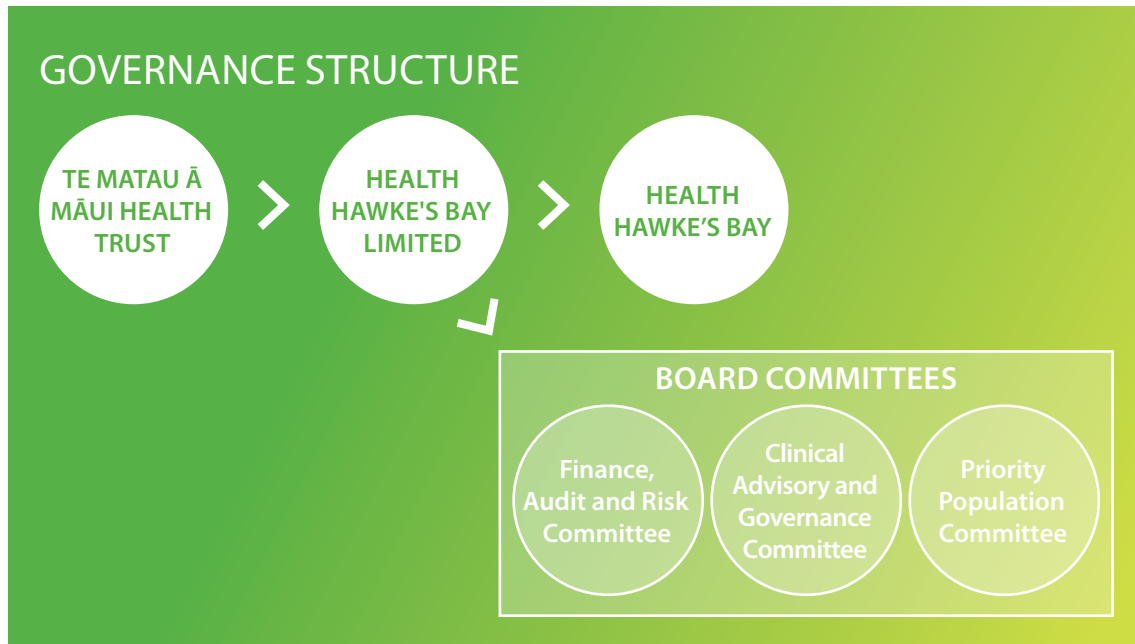 GOVERNANCE STRUCTURE
TE MATAU Ā
MĀUI HEALTH
TRUST
HEALTH
HAWKE'S BAY
LIMITED
HEALTH
HAWKE’S BAY
BOARD COMMITTEES
Finance,
Audit and Risk
Committee
Clinical
Advisory and
Governance
Committee
Priority
Population
Committee